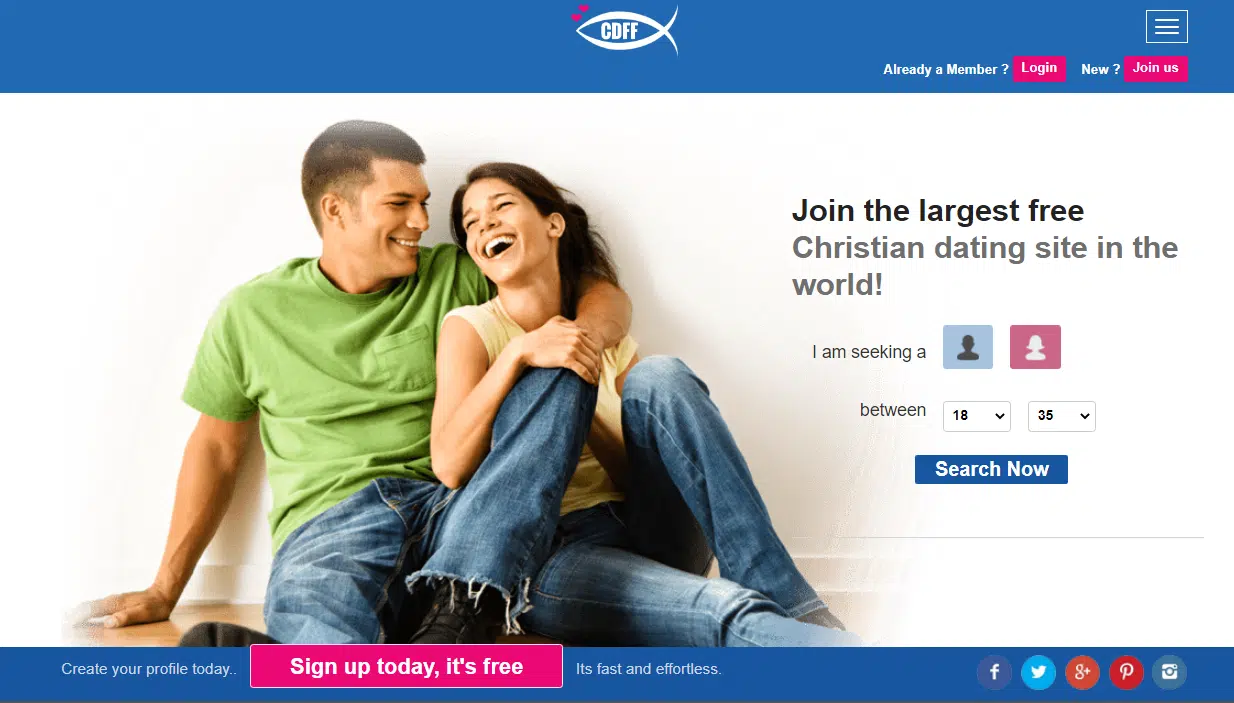 CDFF
Already a Member ? Login New ? Join us
Join the largest free
Christian dating site in the
world!
I am seeking a
between 18 35
Search Now
Create your profile today.. Sign up today, it's free Its fast and effortless.